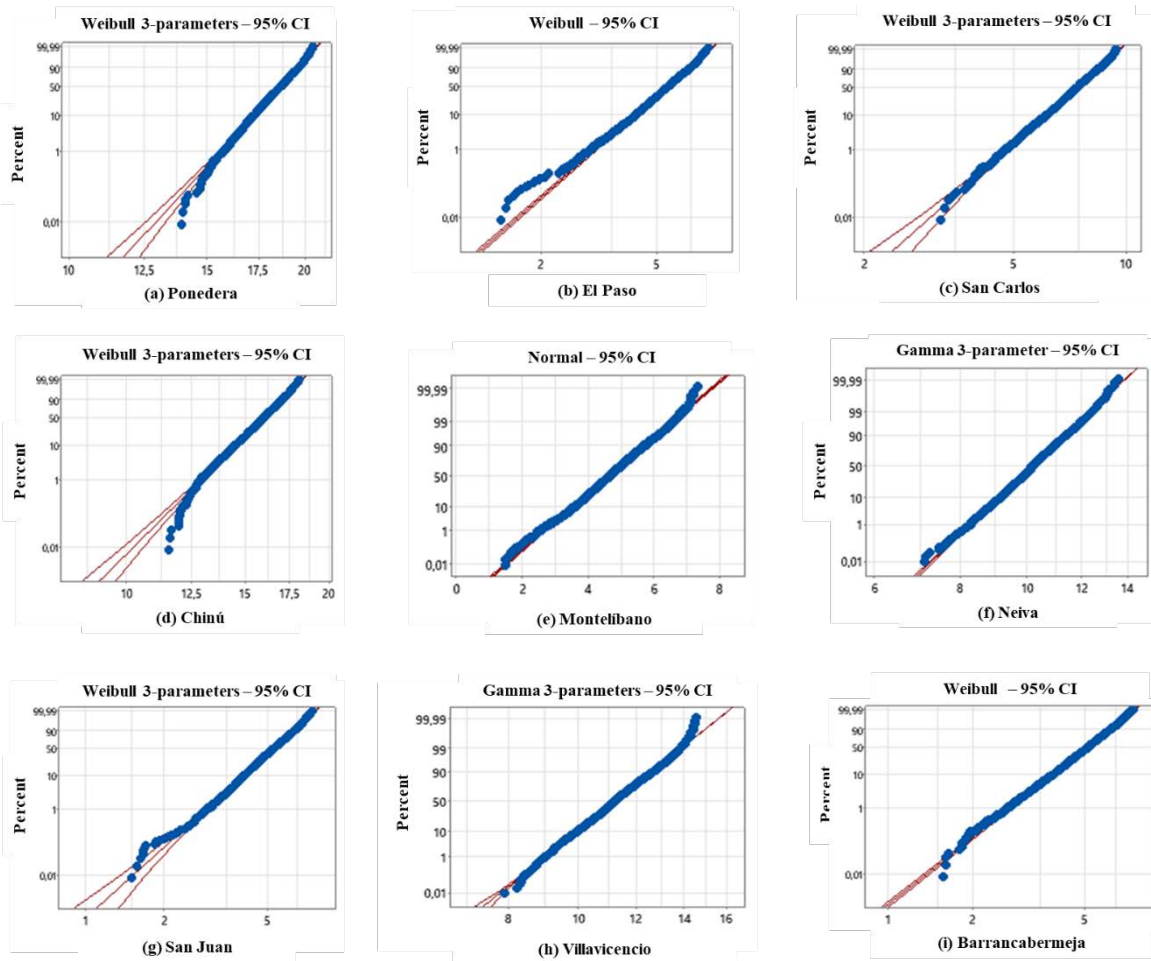 Weibull 3-parameters – 95% CI
Percent
99,99
90
50
10
1
0,01
10 12,5 15 17,5 20
(a) Ponedera
Weibull – 95% CI
Percent
99,99
90
50
10
1
0,01
2 5
(b) El Paso
Weibull 3-parameters – 95% CI
Percent
99,99
90
50
10
1
0,01
2 5 10
(c) San Carlos
Weibull 3-parameters – 95% CI
Percent
99,99
90
50
10
1
0,01
10 12,5 15 17,5 20
(d) Chinú
Normal – 95% CI
Percent
99,99
99
90
50
10
1
0,01
0 2 4 6 8
(e) Montelíbano
Gamma 3-parameter – 95% CI
Percent
99,99
99
90
50
10
1
0,01
6 8 10 12 14
(f) Neiva
Weibull 3-parameters – 95% CI
Percent
99,99
90
50
10
1
0,01
1 2 5
(g) San Juan
Gamma 3-parameters – 95% CI
Percent
99,99
99
90
50
10
1
0,01
8 10 12 14 16
(h) Villavicencio
Weibull – 95% CI
Percent
99,99
90
50
10
1
0,01
1 2 5
(i) Barrancabermeja